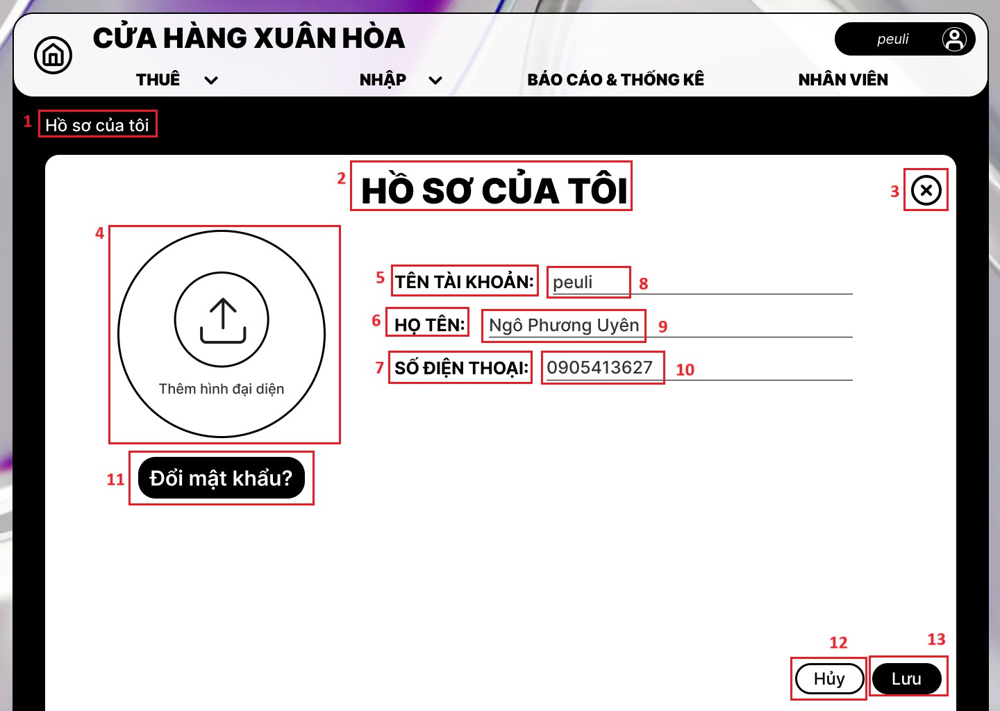 CỬA HÀNG XUÂN HÒA
peuli
THUÊ NHẬP BÁO CÁO & THỐNG KÊ NHÂN VIÊN
1 Hồ sơ của tôi
2 HỒ SƠ CỦA TÔI 3
4
Thêm hình đại diện
5 TÊN TÀI KHOẢN: peuli 8
6 HỌ TÊN: Ngô Phương Uyên 9
7 SỐ ĐIỆN THOẠI: 0905413627 10
11 Đổi mật khẩu?
12 13
Hủy Lưu